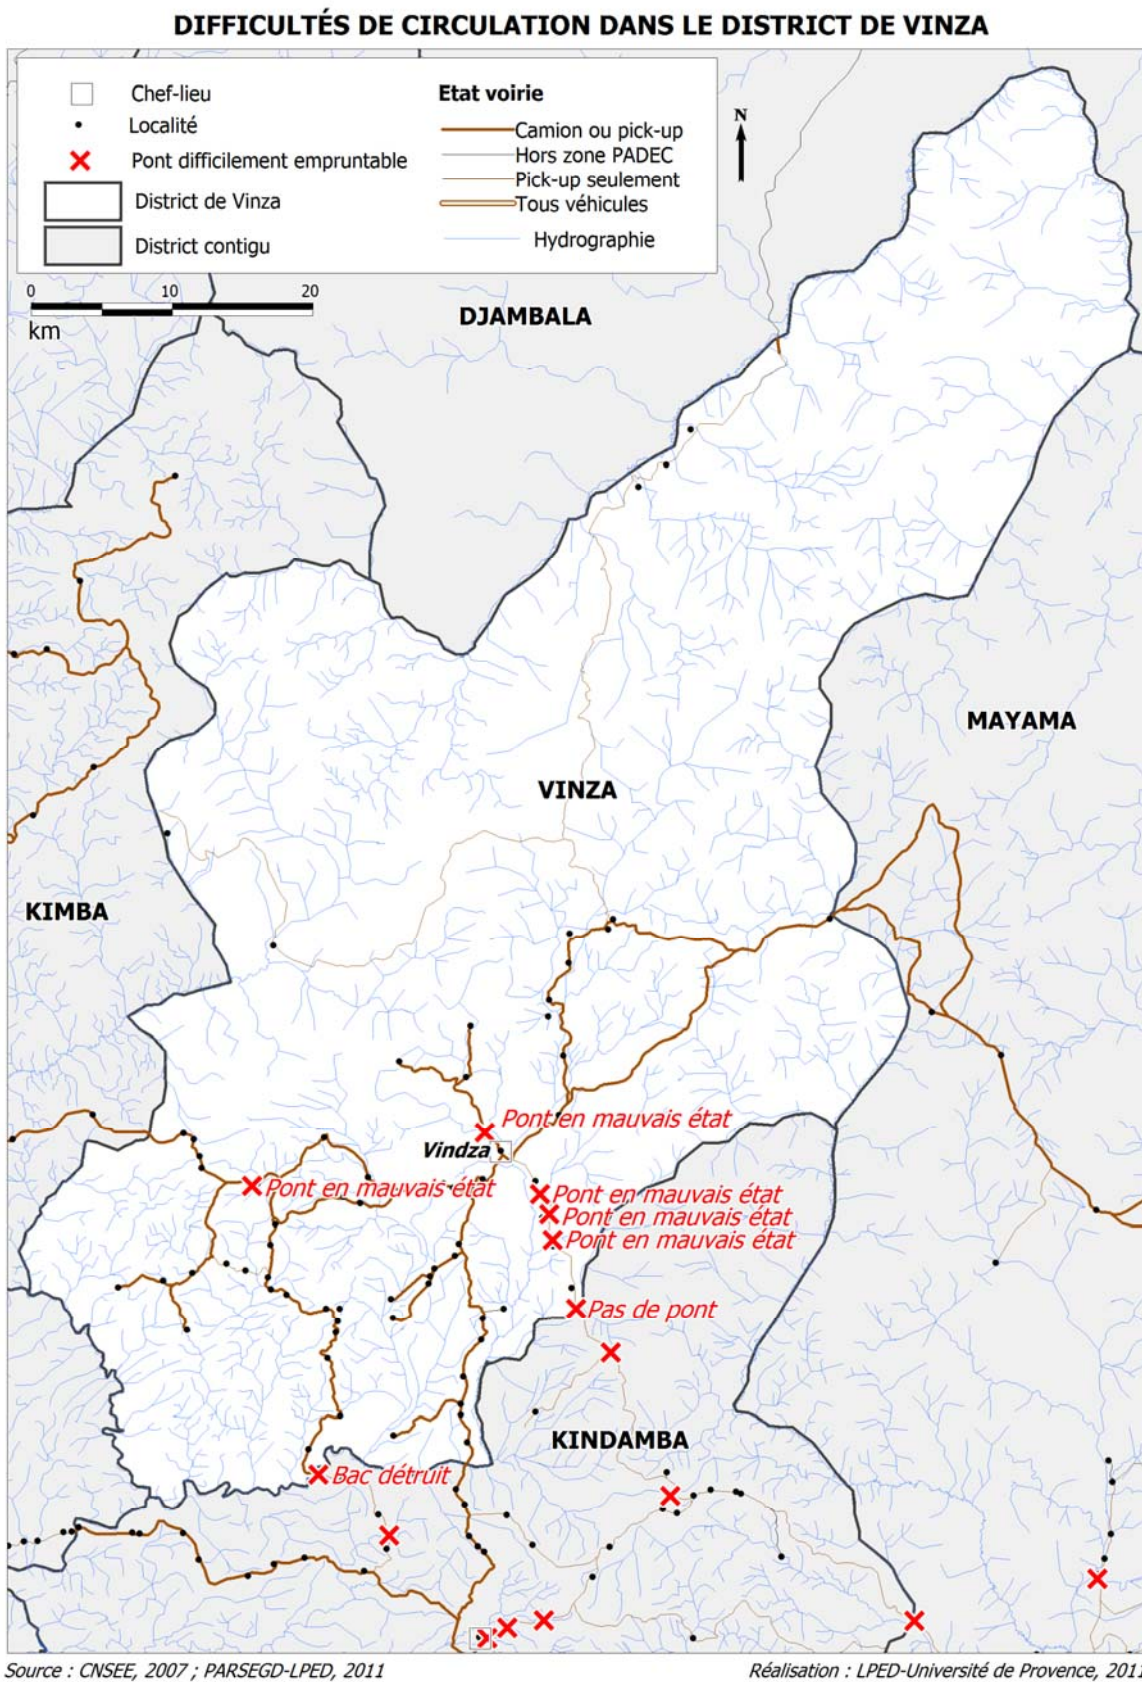 DIFFICULTÉS DE CIRCULATION DANS LE DISTRICT DE VINZA
Chef-lieu
Localité
Pont difficilement empruntable
District de Vinza
District contigu
Etat voirie
Camion ou pick-up
Hors zone PADEC
Pick-up seulement
Tous véhicules
Hydrographie
N
0 10 20
km
DJAMBALA
MAYAMA
VINZA
KIMBA
Pont en mauvais état
Vindza
Pont en mauvais état
Pont en mauvais état
Pont en mauvais état
Pont en mauvais état
Pas de pont
KINDAMBA
Bac détruit
Source : CNSEE, 2007 ; PARSEGD-LPED, 2011
Réalisation : LPED-Université de Provence, 2011